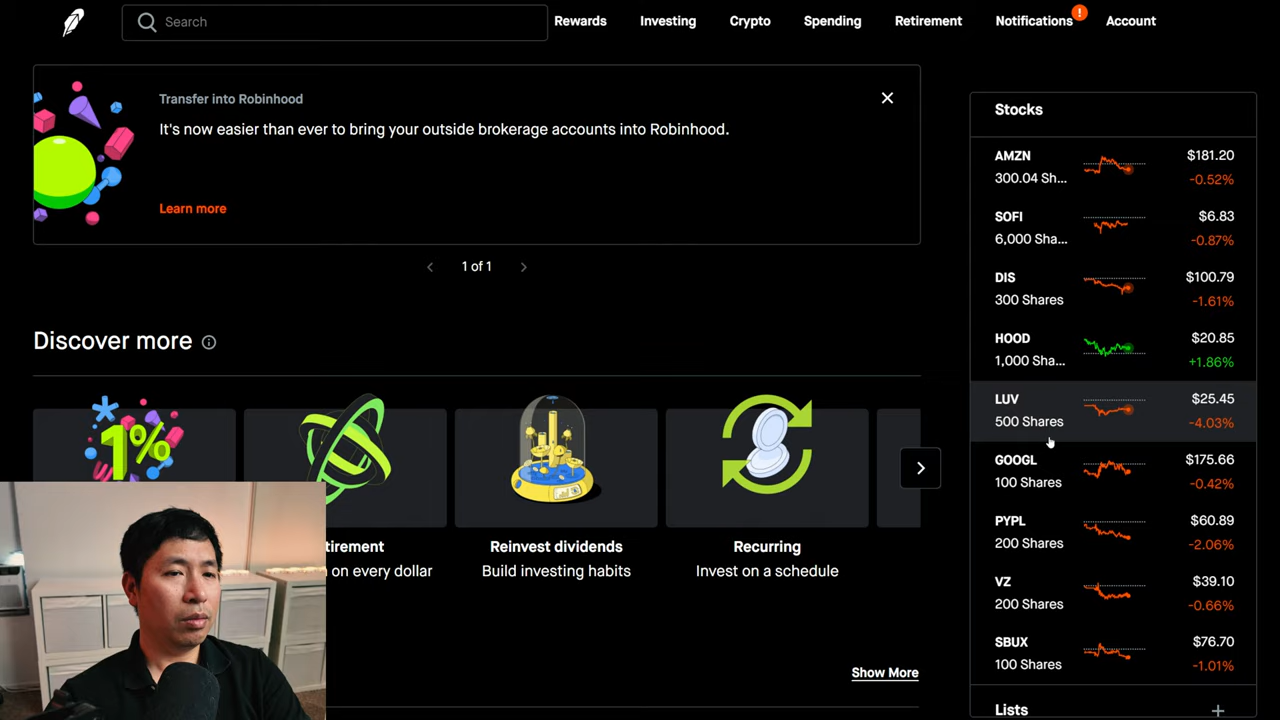 Search
Rewards
Investing
Crypto
Spending
Retirement
Notifications
!
Account
Transfer into Robinhood
It's now easier than ever to bring your outside brokerage accounts into Robinhood.
Learn more
1 of 1
Discover more
1%
tirement
on every dollar
Reinvest dividends
Build investing habits
Recurring
Invest on a schedule
Show More
Stocks
AMZN $181.20
300.04 Sh... -0.52%
SOFI $6.83
6,000 Sha... -0.87%
DIS $100.79
300 Shares -1.61%
HOOD $20.85
1,000 Sha... +1.86%
LUV $25.45
500 Shares -4.03%
GOOGL $175.66
100 Shares -0.42%
PYPL $60.89
200 Shares -2.06%
VZ $39.10
200 Shares -0.66%
SBUX $76.70
100 Shares -1.01%
Lists +